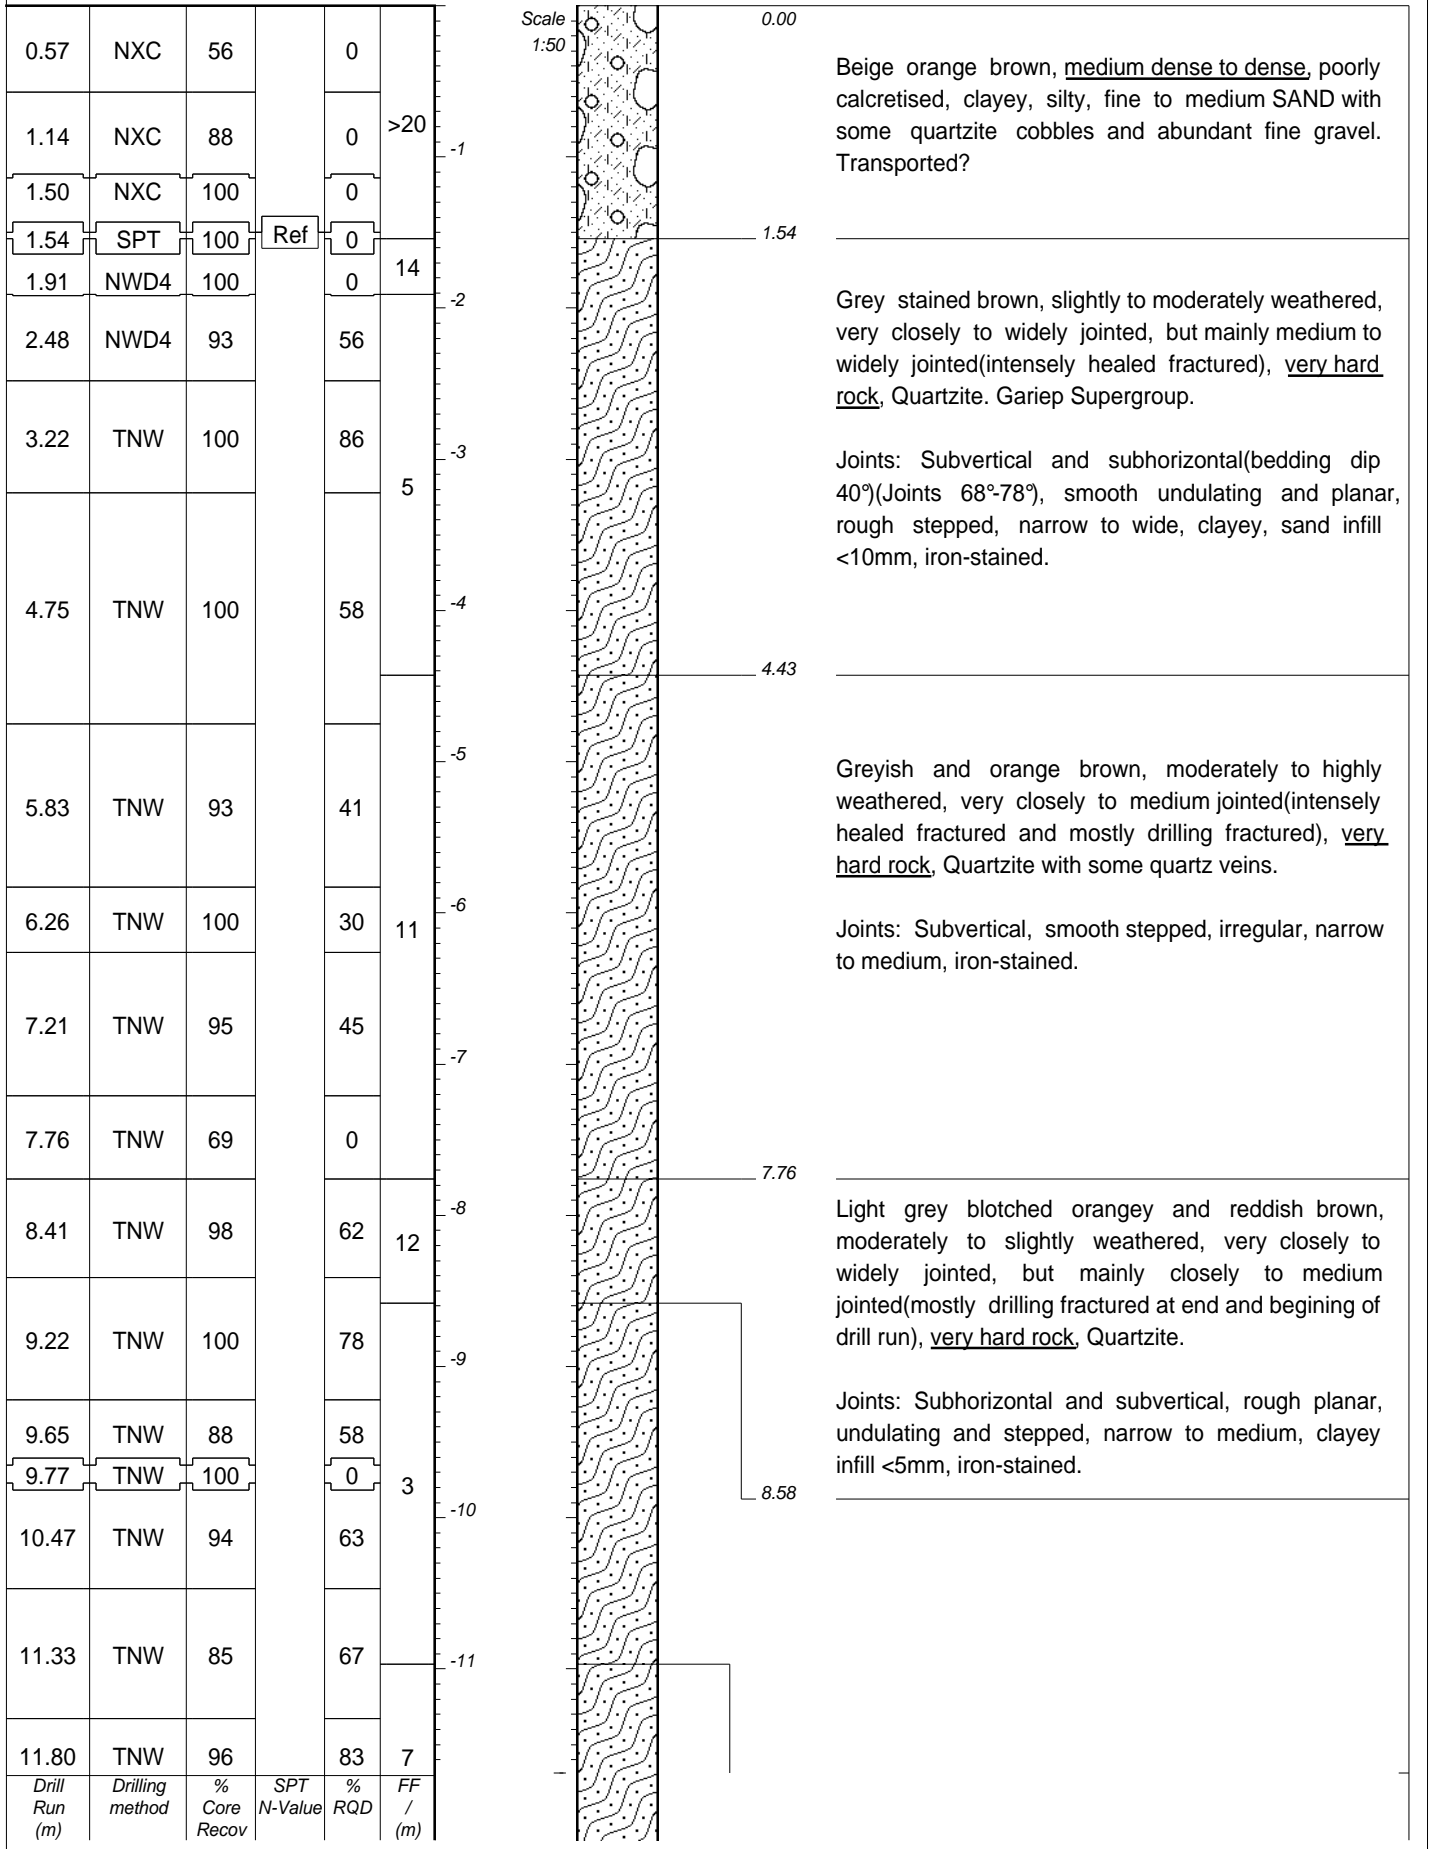 Scale
1:50
0.57 NXC 56 0
1.14 NXC 88 0
1.50 NXC 100 0
1.54 SPT 100 Ref 0
1.91 NWD4 100 0
2.48 NWD4 93 56
3.22 TNW 100 86
4.75 TNW 100 58
5.83 TNW 93 41
6.26 TNW 100 30
7.21 TNW 95 45
7.76 TNW 69 0
8.41 TNW 98 62
9.22 TNW 100 78
9.65 TNW 88 58
9.77 TNW 100 0
10.47 TNW 94 63
11.33 TNW 85 67
11.80 TNW 96 83
Drill Run (m)
Drilling method
% Core Recov
SPT N-Value
% RQD
FF / (m)
>20
14
5
11
12
3
7
-1
-2
-3
-4
-5
-6
-7
-8
-9
-10
-11
0.00
Beige orange brown, medium dense to dense, poorly
calcretised, clayey, silty, fine to medium SAND with
some quartzite cobbles and abundant fine gravel.
Transported?
1.54
Grey stained brown, slightly to moderately weathered,
very closely to widely jointed, but mainly medium to
widely jointed(intensely healed fractured), very hard
rock, Quartzite. Gariep Supergroup.
Joints: Subvertical and subhorizontal(bedding dip
40°)(Joints 68°-78°), smooth undulating and planar,
rough stepped, narrow to wide, clayey, sand infill
<10mm, iron-stained.
4.43
Greyish and orange brown, moderately to highly
weathered, very closely to medium jointed(intensely
healed fractured and mostly drilling fractured), very
hard rock, Quartzite with some quartz veins.
Joints: Subvertical, smooth stepped, irregular, narrow
to medium, iron-stained.
7.76
Light grey blotched orangey and reddish brown,
moderately to slightly weathered, very closely to
widely jointed, but mainly closely to medium
jointed(mostly drilling fractured at end and begining of
drill run), very hard rock, Quartzite.
Joints: Subhorizontal and subvertical, rough planar,
undulating and stepped, narrow to medium, clayey
infill <5mm, iron-stained.
8.58